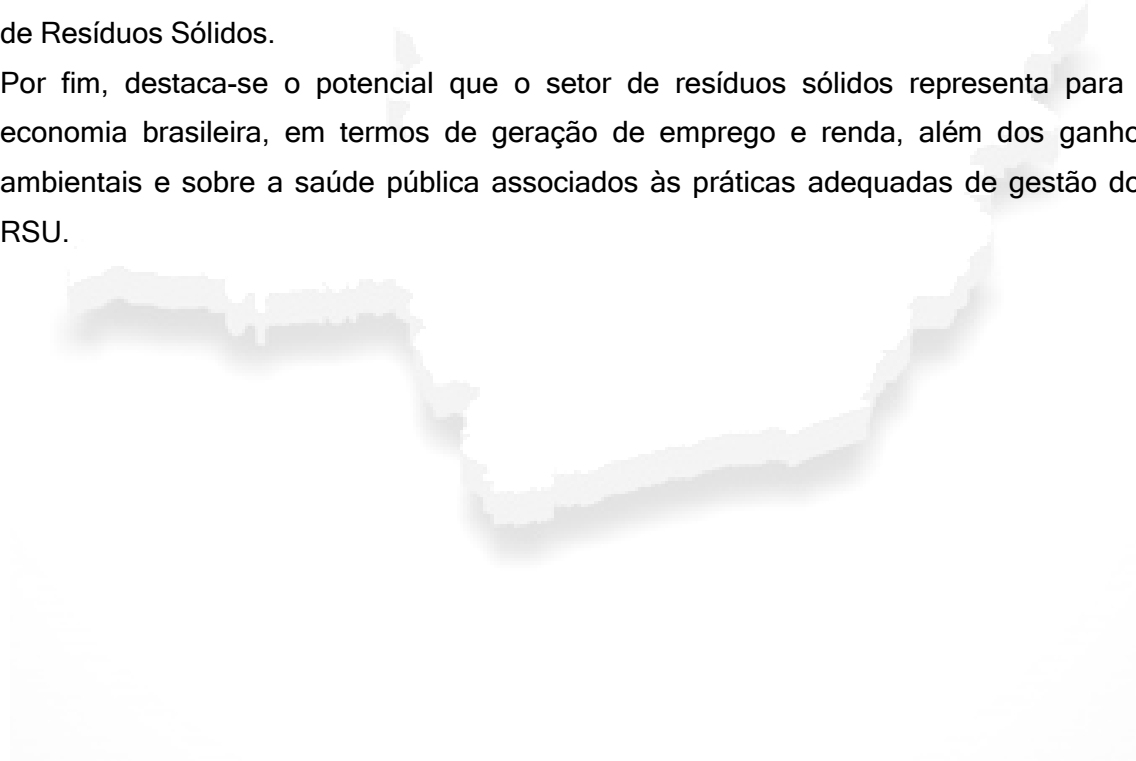 de Resíduos Sólidos.
Por fim, destaca-se o potencial que o setor de resíduos sólidos representa para
economia brasileira, em termos de geração de emprego e renda, além dos ganho
ambientais e sobre a saúde pública associados às práticas adequadas de gestão do
RSU.